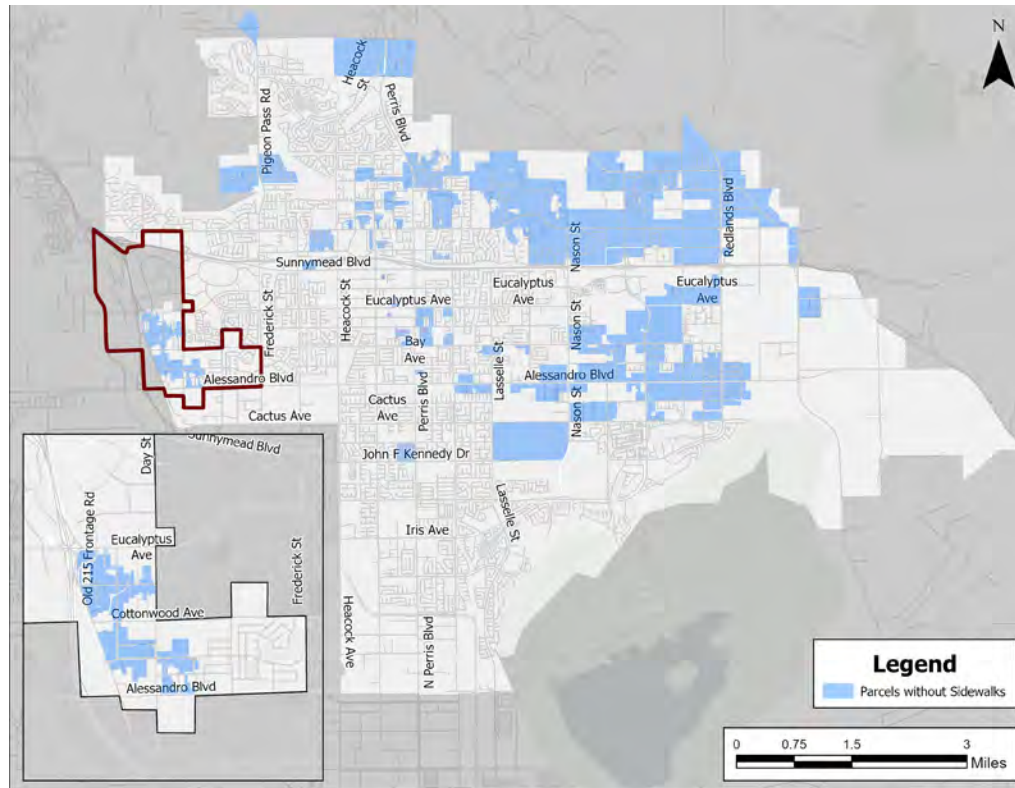 N
Heacock
St
Perris Blvd
Pigeon Pass Rd
Redlands Blvd
Nason St
Sunnymead Blvd
Eucalyptus
Ave
Eucalyptus
Ave
Eucalyptus Ave
Frederick St
Heacock St
Nason St
Bay
Ave
Lasselle St
Alessandro Blvd
Alessandro Blvd
Perris Blvd
Cactus
Ave
Nason St
Cactus Ave
John F Kennedy Dr
Lasselle St
Iris Ave
Heacock Ave
N Perris Blvd
Sunnymead Blvd
Day St
Old 215 Frontage Rd
Eucalyptus
Ave
Frederick St
Cottonwood Ave
Alessandro Blvd
Legend
Parcels without Sidewalks
0 0.75 1.5 3
Miles